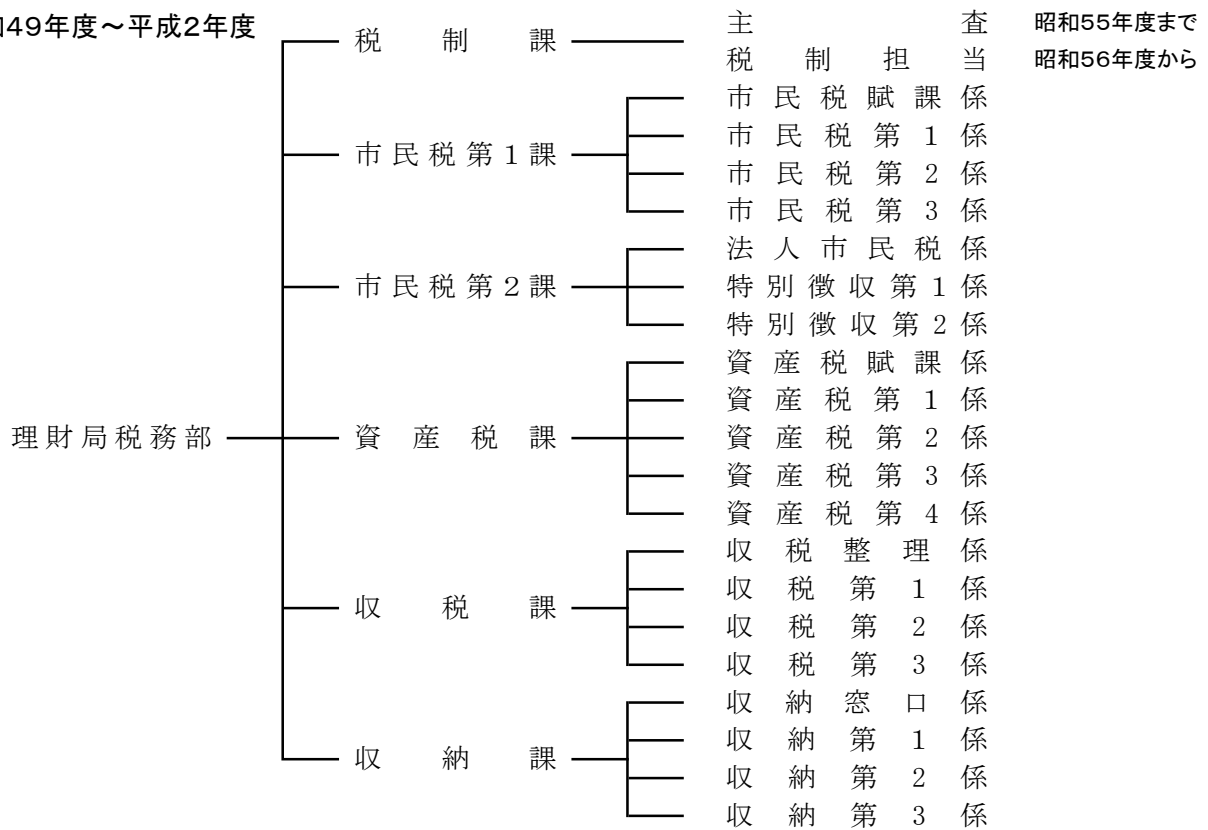 49年度～平成2年度
税制課
主査 昭和55年度まで
税制担当 昭和56年度から
市民税第1課
市民税賦課係
市民税第1係
市民税第2係
市民税第3係
市民税第2課
法人市民税係
特別徴収第1係
特別徴収第2係
理財局税務部
資産税課
資産税賦課係
資産税第1係
資産税第2係
資産税第3係
資産税第4係
収税課
収税整理係
収税第1係
収税第2係
収税第3係
収納課
収納窓口係
収納第1係
収納第2係
収納第3係